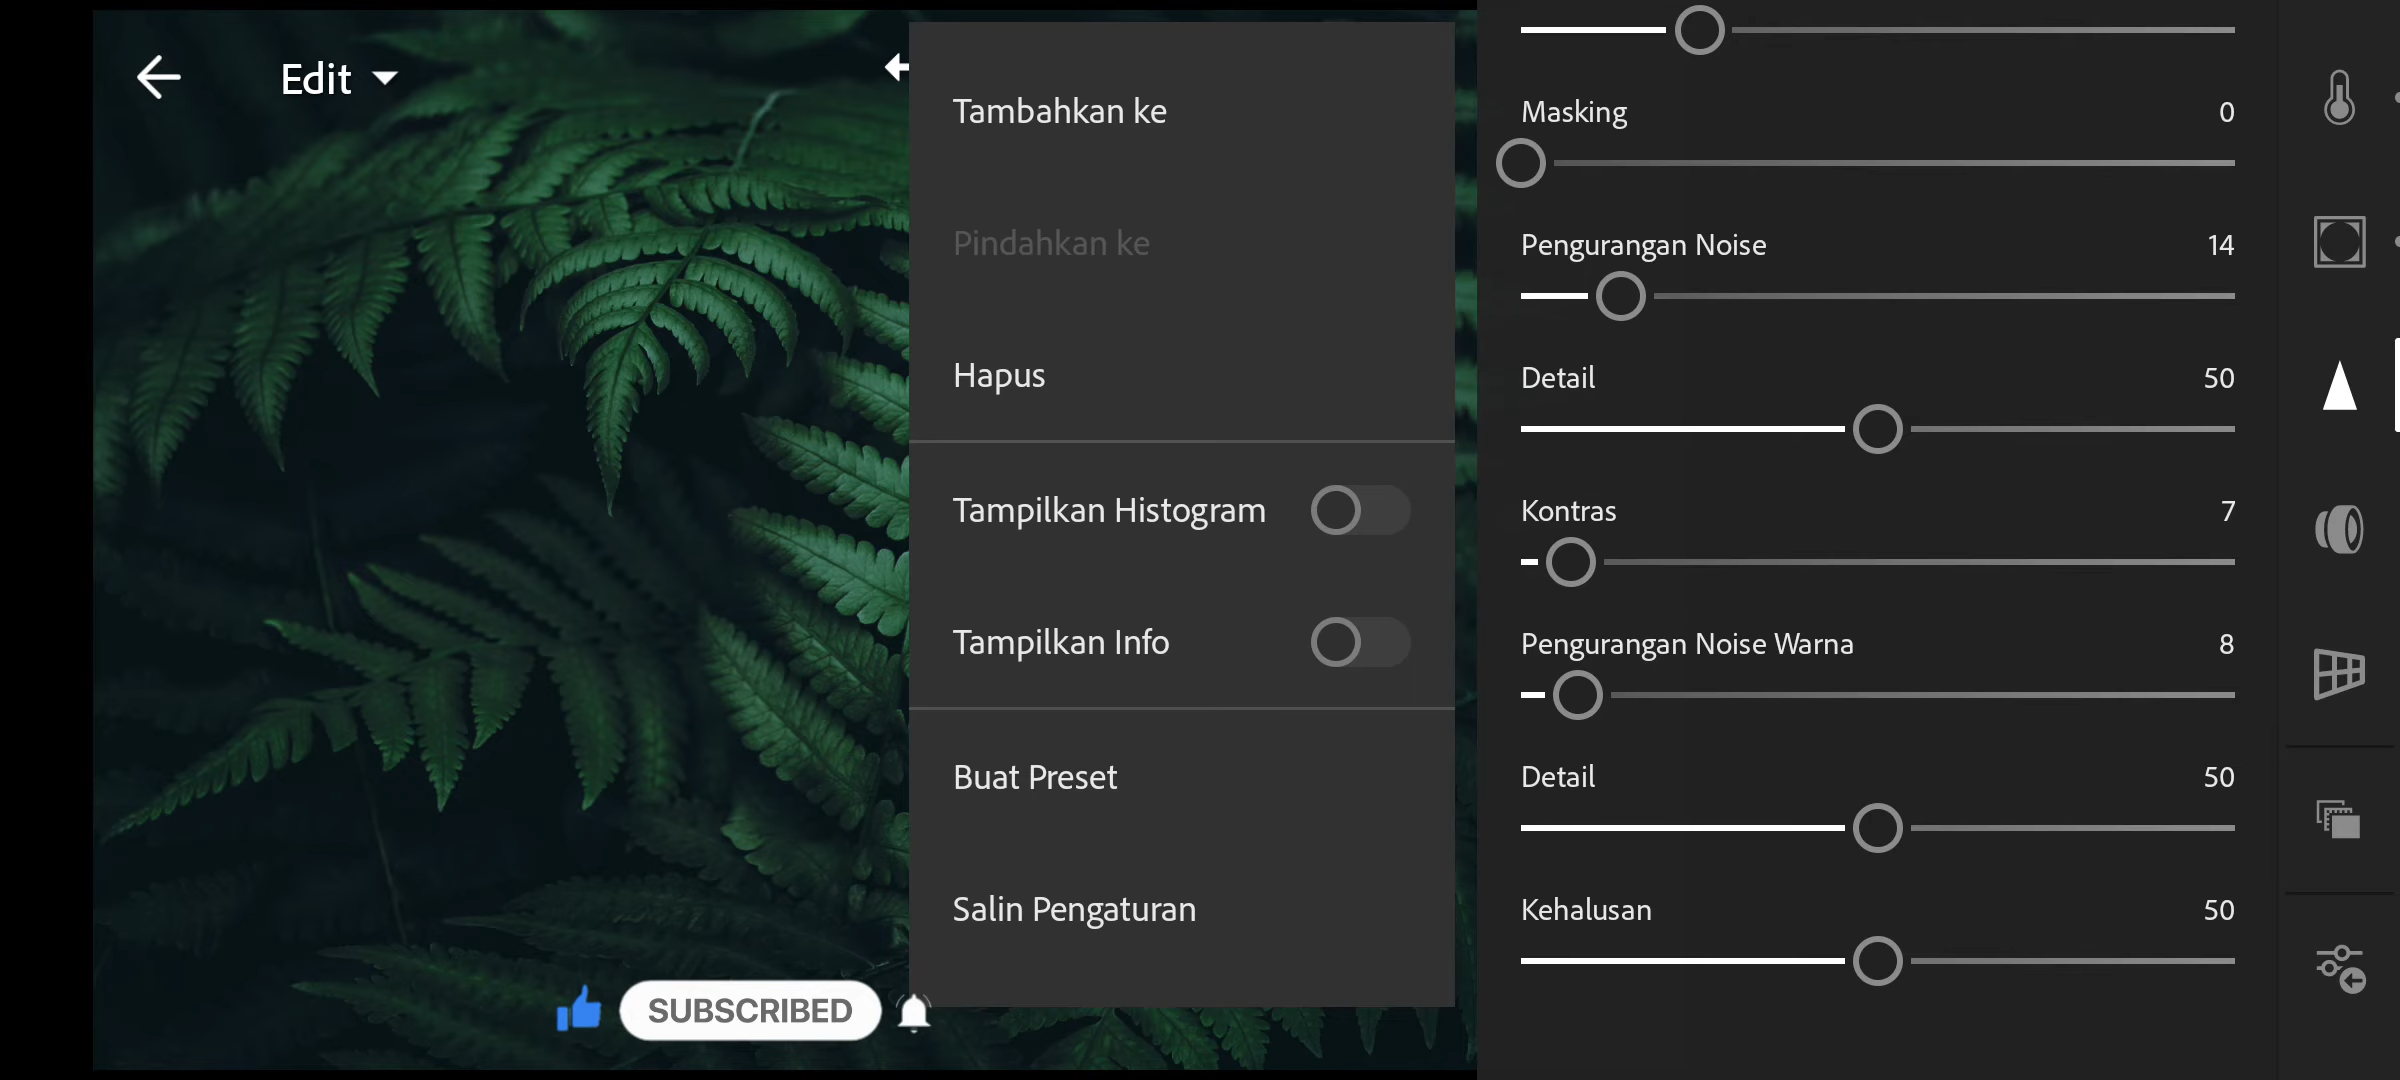 Edit
Tambahkan ke
Pindahkan ke
Hapus
Tampilkan Histogram
Tampilkan Info
Buat Preset
Salin Pengaturan
SUBSCRIBED
Masking 0
Pengurangan Noise 14
Detail 50
Kontras 7
Pengurangan Noise Warna 8
Detail 50
Kehalusan 50